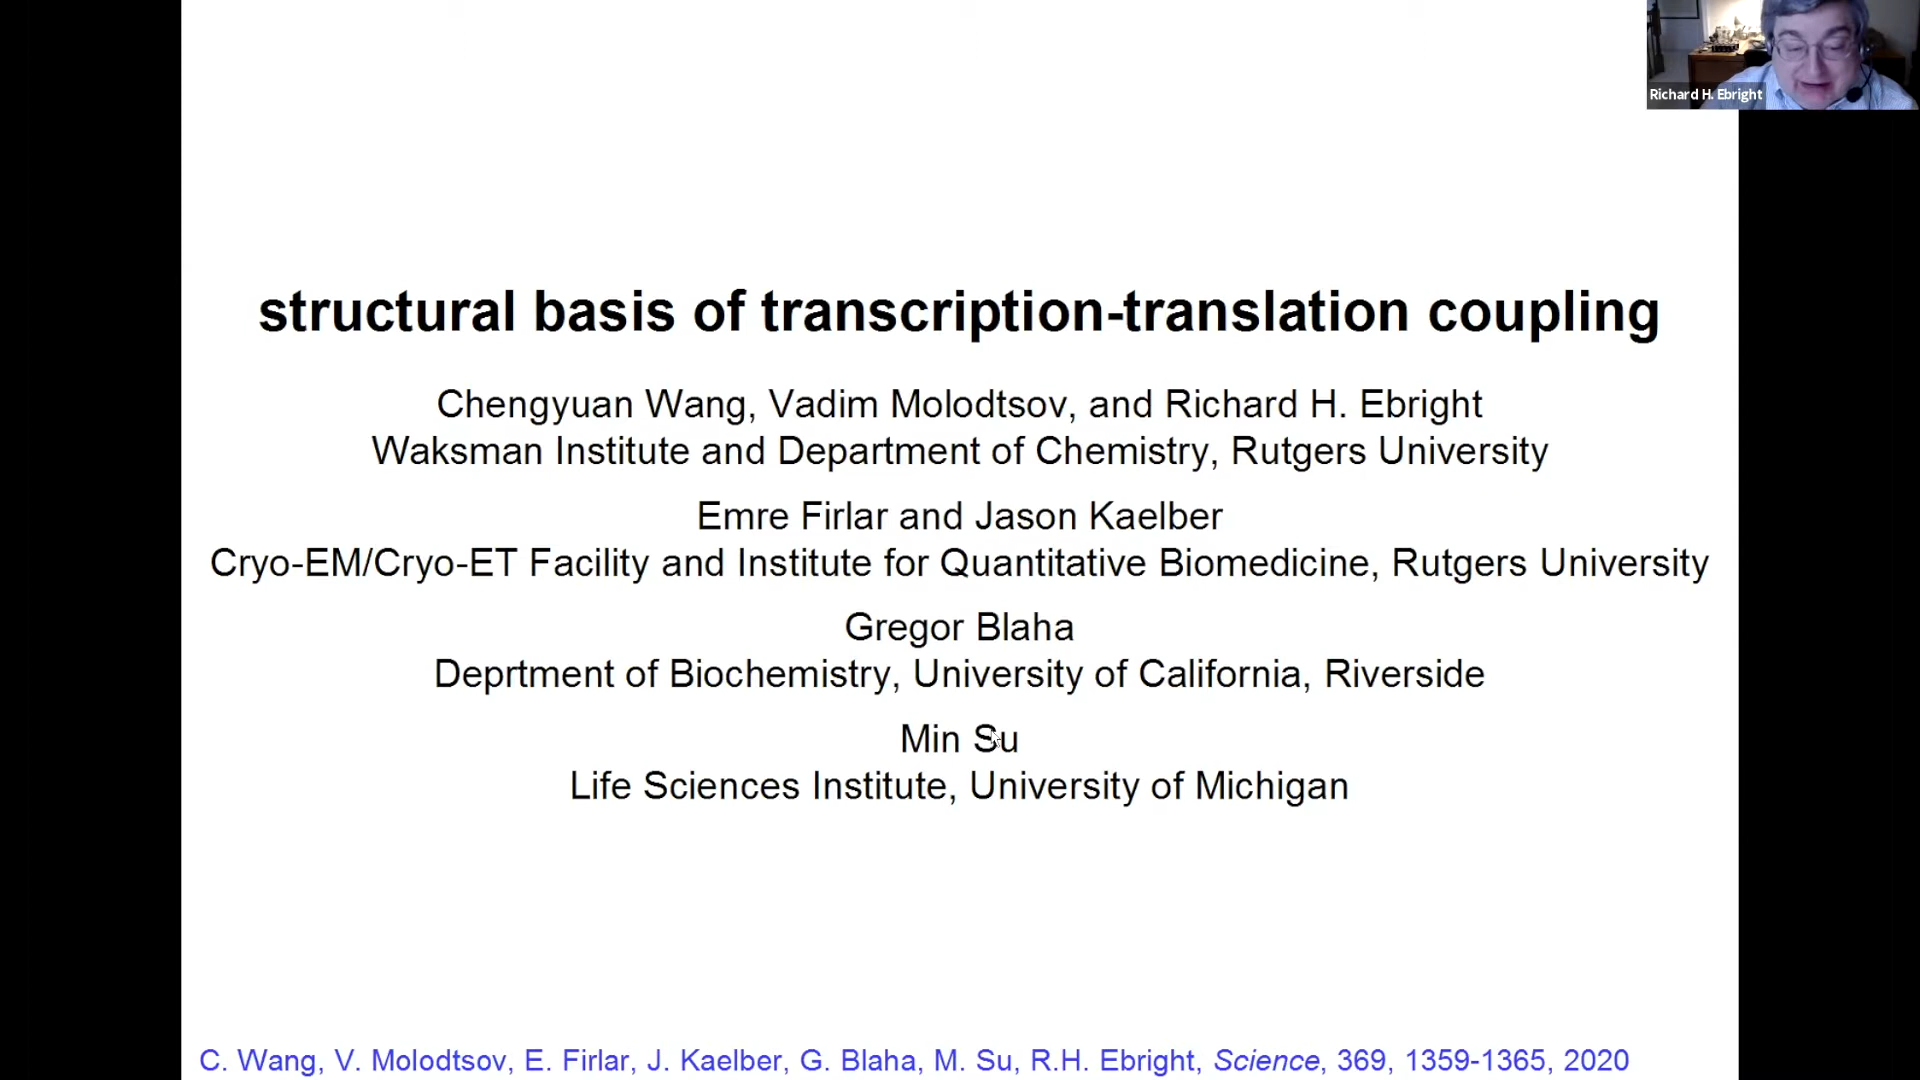 Richard H. Ebright
structural basis of transcription-translation coupling
Chengyuan Wang, Vadim Molodtsov, and Richard H. Ebright
Waksman Institute and Department of Chemistry, Rutgers University
Emre Firlar and Jason Kaelber
Cryo-EM/Cryo-ET Facility and Institute for Quantitative Biomedicine, Rutgers University
Gregor Blaha
Deprtment of Biochemistry, University of California, Riverside
Min Su
Life Sciences Institute, University of Michigan
C. Wang, V. Molodtsov, E. Firlar, J. Kaelber, G. Blaha, M. Su, R.H. Ebright, Science, 369, 1359-1365, 2020